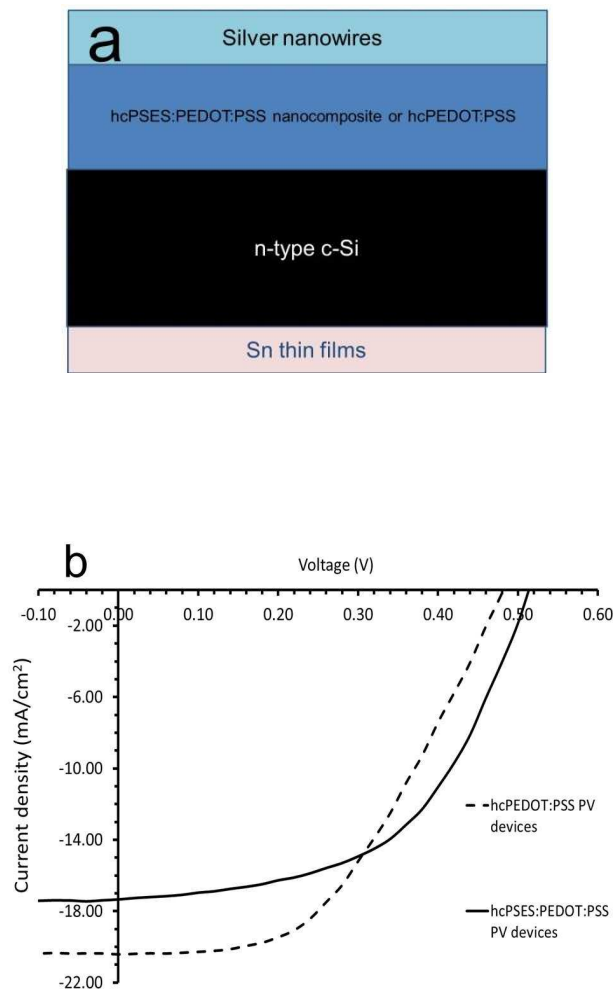 a
Silver nanowires
hcPSES:PEDOT:PSS nanocomposite or hcPEDOT:PSS
n-type c-Si
Sn thin films
b
Voltage (V)
-0.10 0.00 0.10 0.20 0.30 0.40 0.50 0.60
-2.00
-6.00
-10.00
-14.00
-18.00
-22.00
Current density (mA/cm²)
hcPEDOT:PSS PV
devices
hcPSES:PEDOT:PSS
PV devices